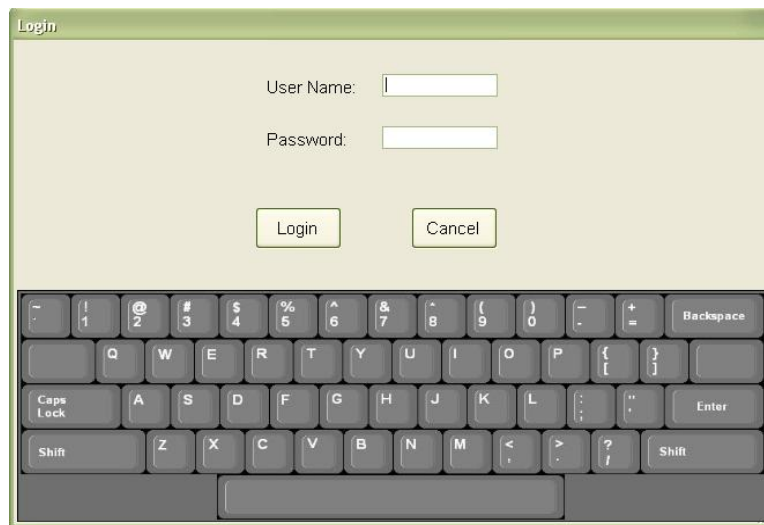 Login
User Name:
Password:
Login Cancel
~ ! @ # $ % ^ & * ( ) _ +
` 1 2 3 4 5 6 7 8 9 0 - = Backspace
Q W E R T Y U I O P { }
[ ]
Caps Lock A S D F G H J K L : "
; ' Enter
Shift Z X C V B N M < > ? Shift
, . /